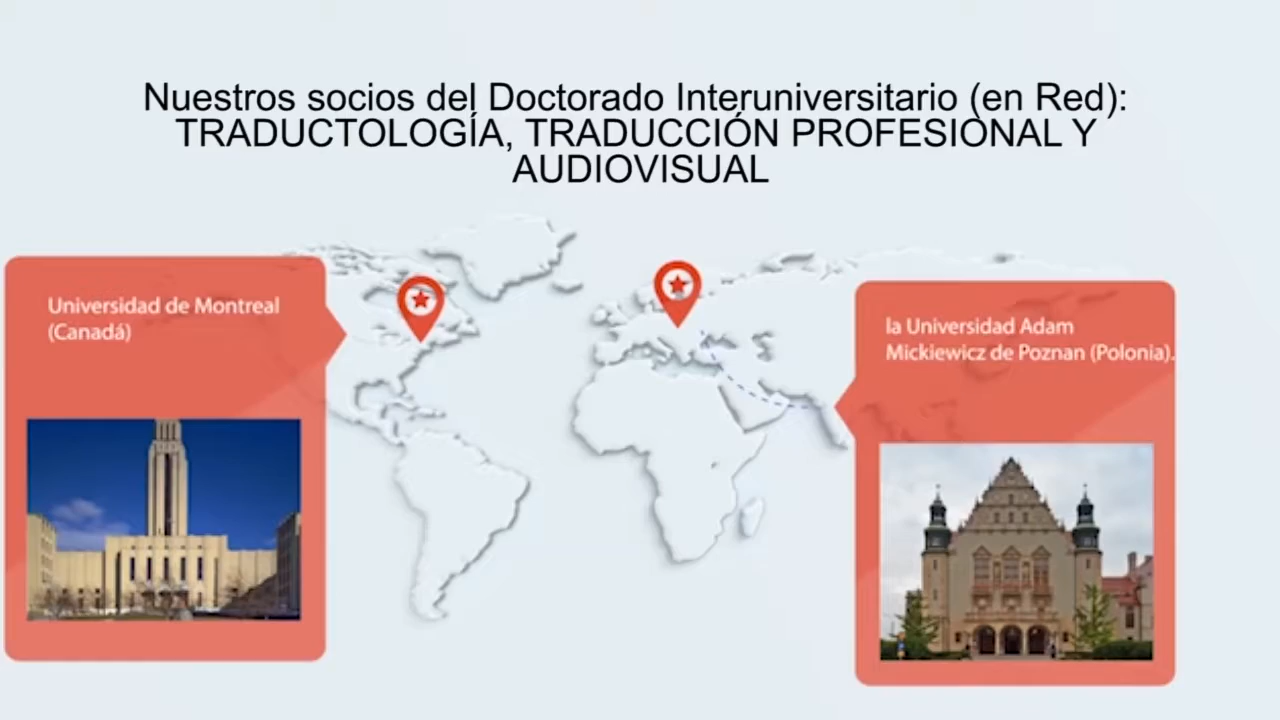 Nuestros socios del Doctorado Interuniversitario (en Red):
TRADUCTOLOGÍA, TRADUCCIÓN PROFESIONAL Y
AUDIOVISUAL
Universidad de Montreal
(Canadá)
la Universidad Adam
Mickiewicz de Poznan (Polonia).